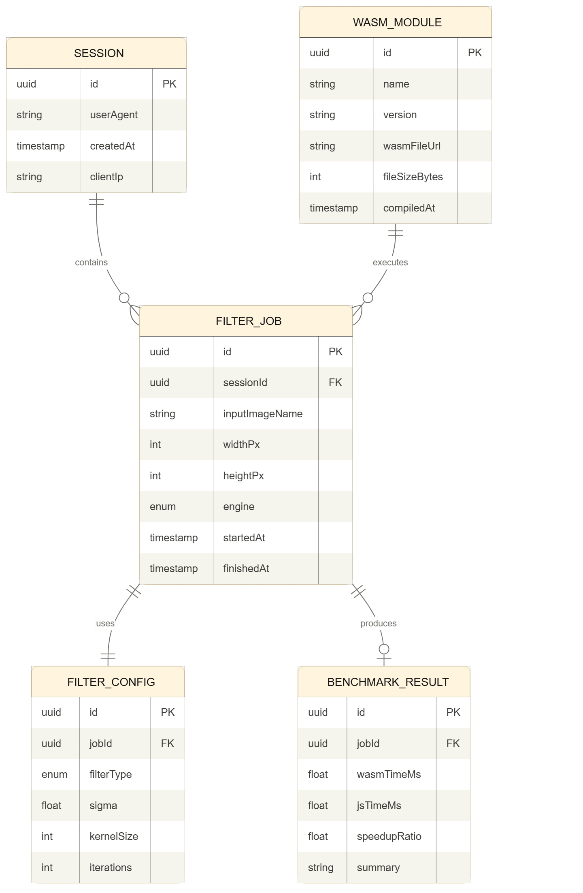 SESSION
uuid id PK
string userAgent
timestamp createdAt
string clientIp
WASM_MODULE
uuid id PK
string name
string version
string wasmFileUrl
int fileSizeBytes
timestamp compiledAt
contains
executes
FILTER_JOB
uuid id PK
uuid sessionId FK
string inputImageName
int widthPx
int heightPx
enum engine
timestamp startedAt
timestamp finishedAt
uses
produces
FILTER_CONFIG
uuid id PK
uuid jobId FK
enum filterType
float sigma
int kernelSize
int iterations
BENCHMARK_RESULT
uuid id PK
uuid jobId FK
float wasmTimeMs
float jsTimeMs
float speedupRatio
string summary